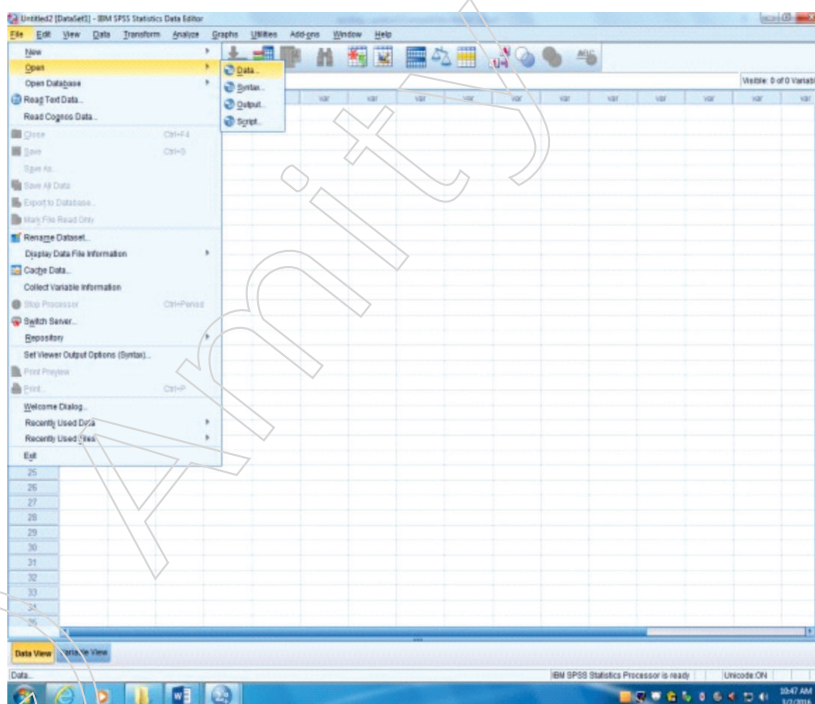 Untitled2 [DataSet3] - IBM SPSS Statistics Data Editor
File Edit View Data Transform Analyze Graphs Utilities Add-ons Window Help
New
Open
Data...
Open Database
Syntax...
Visible: 0 of 0 Variab
Read Text Data...
Output...
var var var var var var var var var var
Read Cognos Data...
Script...
Close Ctrl+F4
Save Ctrl+S
Save As...
Save All Data
Export to Database...
Mark File Read Only
Rename Dataset...
Display Data File Information
Cache Data...
Collect Variable Information
Stop Processor Ctrl+Period
Switch Server...
Repository
Set Viewer Output Options (Syntax)...
Print Preview
Print... Ctrl+P
Welcome Dialog...
Recently Used Data
Recently Used Files
Exit
25
26
27
28
29
30
31
32
33
34
35
Data View Variable View
Data... IBM SPSS Statistics Processor is ready Unicode:ON
10:47 AM
3/2/2016
Amity